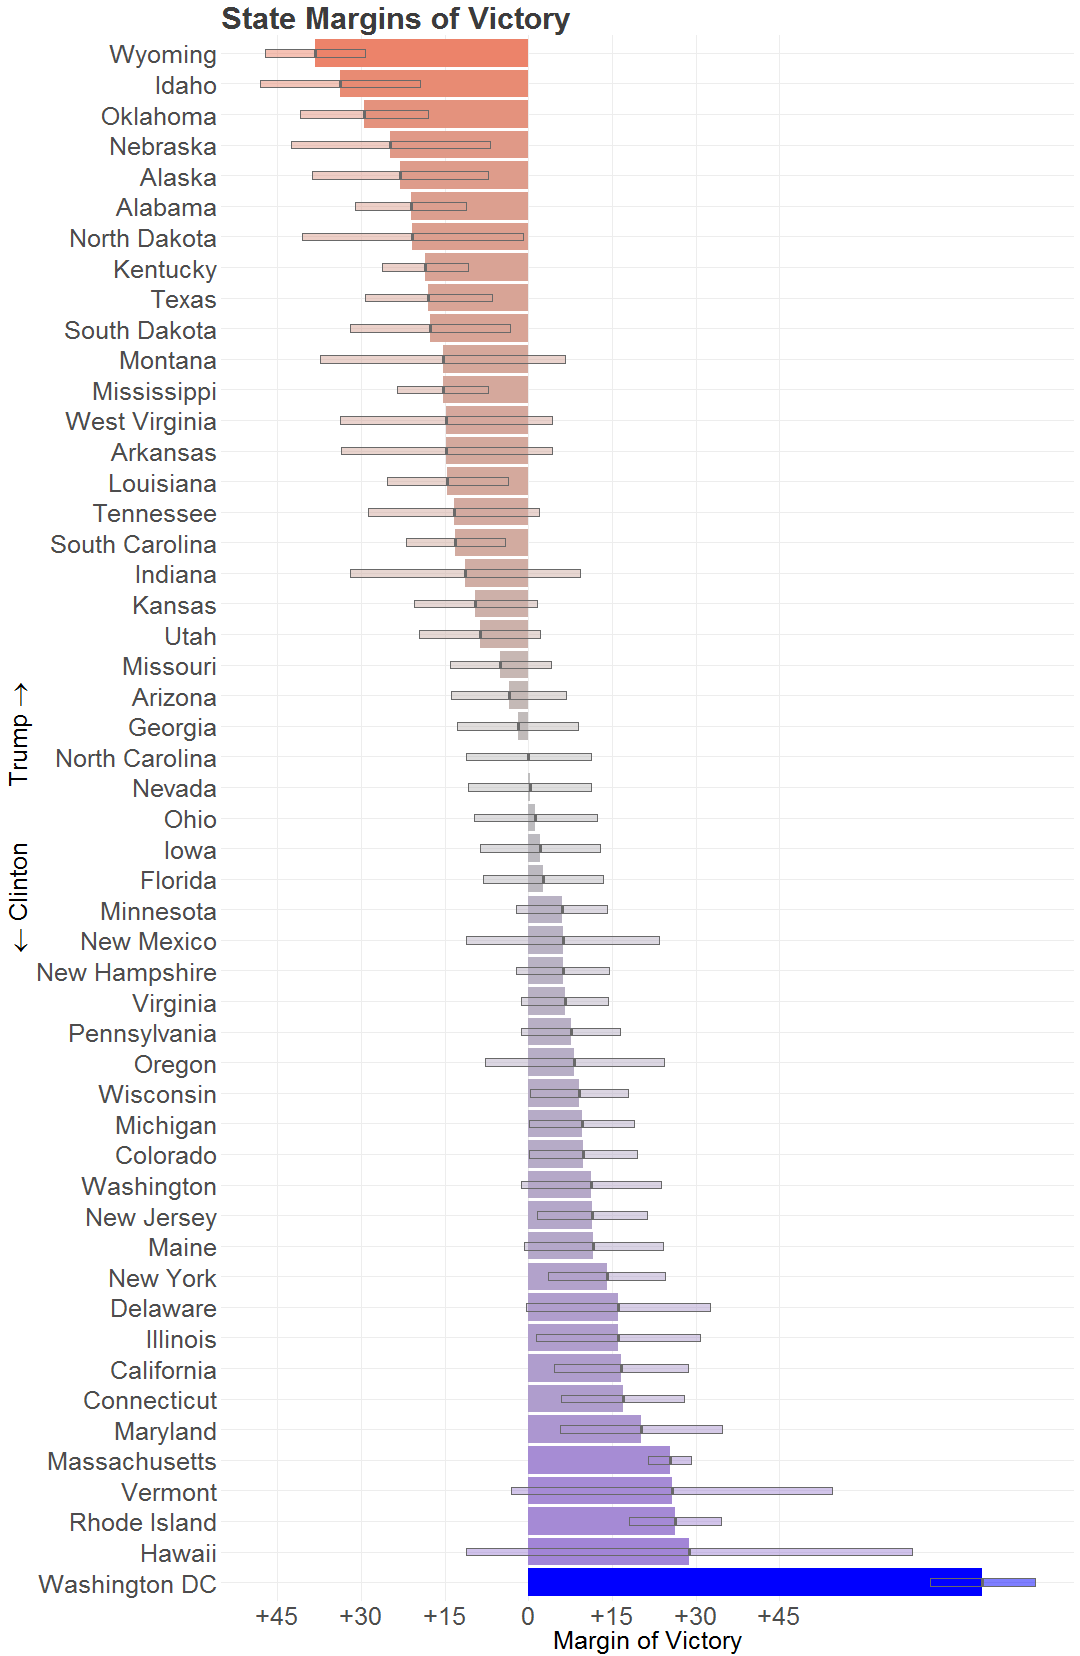 State Margins of Victory
Wyoming
Idaho
Oklahoma
Nebraska
Alaska
Alabama
North Dakota
Kentucky
Texas
South Dakota
Montana
Mississippi
West Virginia
Arkansas
Louisiana
Tennessee
South Carolina
Indiana
Kansas
Utah
Missouri
Arizona
Georgia
North Carolina
Nevada
Ohio
Iowa
Florida
Minnesota
New Mexico
New Hampshire
Virginia
Pennsylvania
Oregon
Wisconsin
Michigan
Colorado
Washington
New Jersey
Maine
New York
Delaware
Illinois
California
Connecticut
Maryland
Massachusetts
Vermont
Rhode Island
Hawaii
Washington DC
← Clinton Trump →
+45 +30 +15 0 +15 +30 +45
Margin of Victory